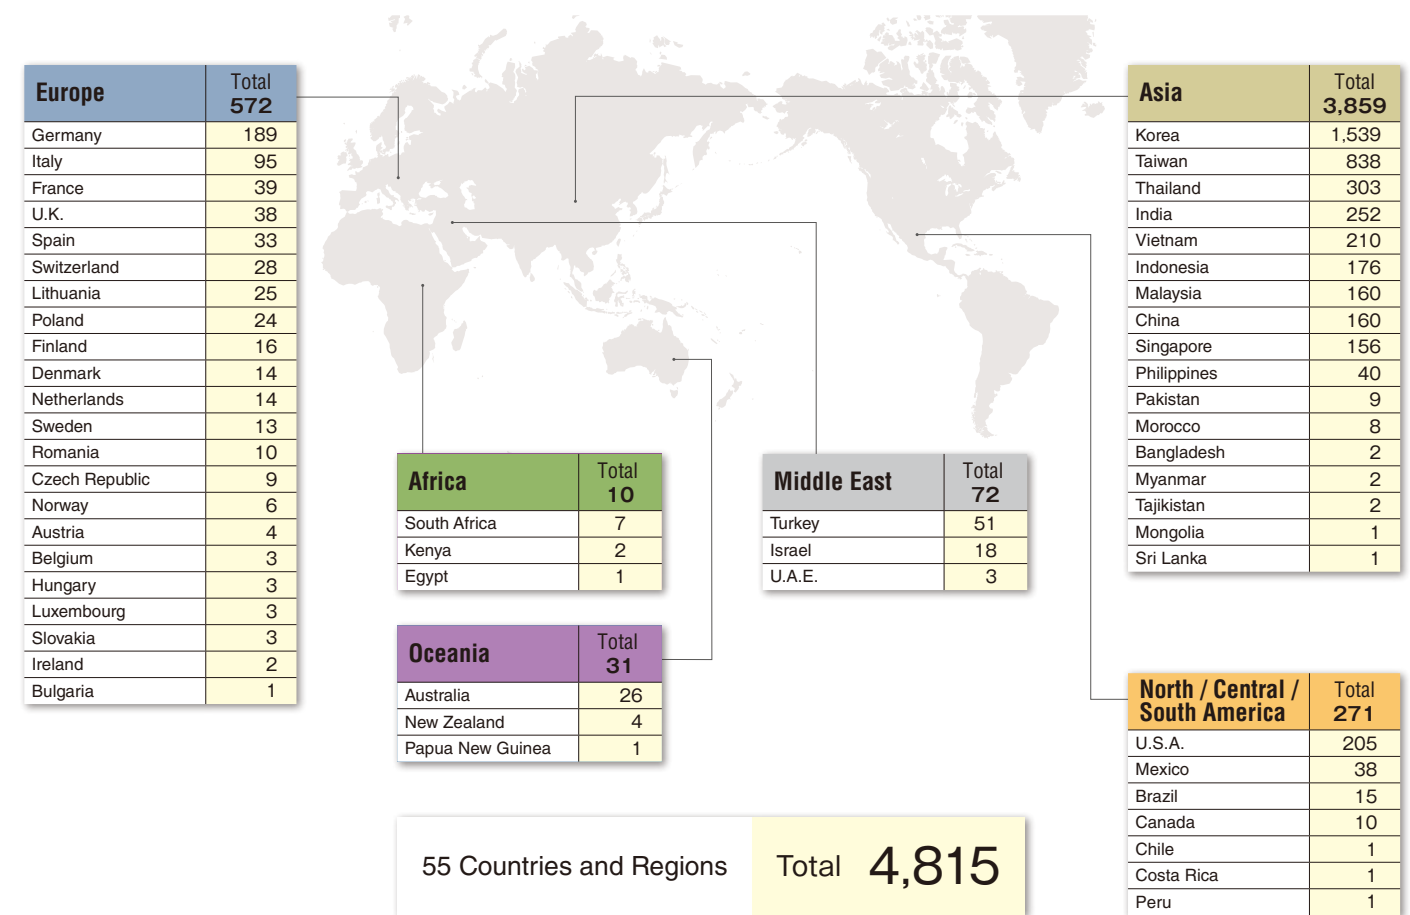 Europe Total 572
Germany 189
Italy 95
France 39
U.K. 38
Spain 33
Switzerland 28
Lithuania 25
Poland 24
Finland 16
Denmark 14
Netherlands 14
Sweden 13
Romania 10
Czech Republic 9
Norway 6
Austria 4
Belgium 3
Hungary 3
Luxembourg 3
Slovakia 3
Ireland 2
Bulgaria 1
Africa Total 10
South Africa 7
Kenya 2
Egypt 1
Oceania Total 31
Australia 26
New Zealand 4
Papua New Guinea 1
Middle East Total 72
Turkey 51
Israel 18
U.A.E. 3
Asia Total 3,859
Korea 1,539
Taiwan 838
Thailand 303
India 252
Vietnam 210
Indonesia 176
Malaysia 160
China 160
Singapore 156
Philippines 40
Pakistan 9
Morocco 8
Bangladesh 2
Myanmar 2
Tajikistan 2
Mongolia 1
Sri Lanka 1
North / Central /
South America Total 271
U.S.A. 205
Mexico 38
Brazil 15
Canada 10
Chile 1
Costa Rica 1
Peru 1
55 Countries and Regions Total 4,815